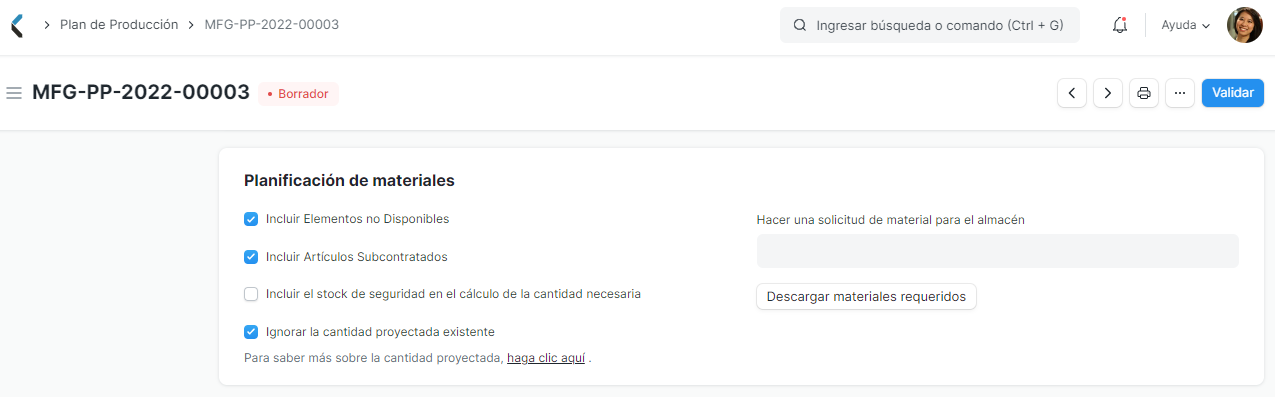 Plan de Producción MFG-PP-2022-00003
Ingresar búsqueda o comando (Ctrl + G)
Ayuda
MFG-PP-2022-00003
Borrador
Validar
Planificación de materiales
Incluir Elementos no Disponibles
Incluir Artículos Subcontratados
Incluir el stock de seguridad en el cálculo de la cantidad necesaria
Ignorar la cantidad proyectada existente
Para saber más sobre la cantidad proyectada, haga clic aquí .
Hacer una solicitud de material para el almacén
Descargar materiales requeridos